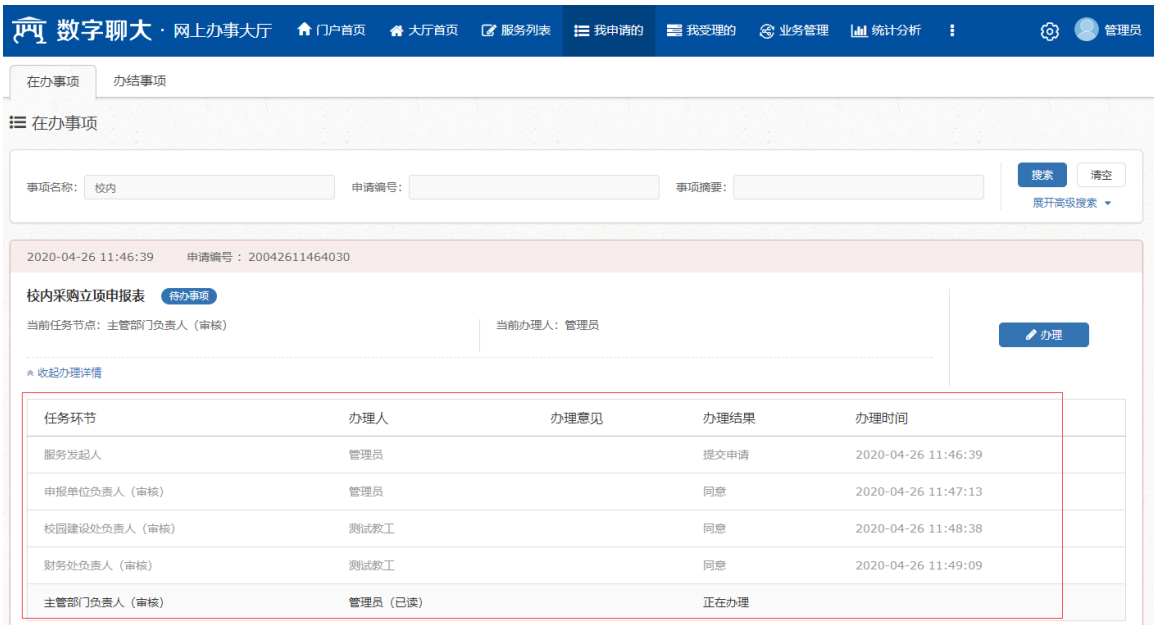 数字聊大 · 网上办事大厅 门户首页 大厅首页 服务列表 我申请的 我受理的 业务管理 统计分析 管理员
在办事项 办结事项
在办事项
事项名称: 校内 申请编号: 事项摘要: 搜索 清空
展开高级搜索
2020-04-26 11:46:39 申请编号 : 20042611464030
校内采购立项申报表 待办事项
当前任务节点: 主管部门负责人（审核） 当前办理人: 管理员 办理
收起办理详情
任务环节 办理人 办理意见 办理结果 办理时间
服务发起人 管理员 提交申请 2020-04-26 11:46:39
申报单位负责人（审核） 管理员 同意 2020-04-26 11:47:13
校园建设处负责人（审核） 测试教工 同意 2020-04-26 11:48:38
财务处负责人（审核） 测试教工 同意 2020-04-26 11:49:09
主管部门负责人（审核） 管理员（已读） 正在办理